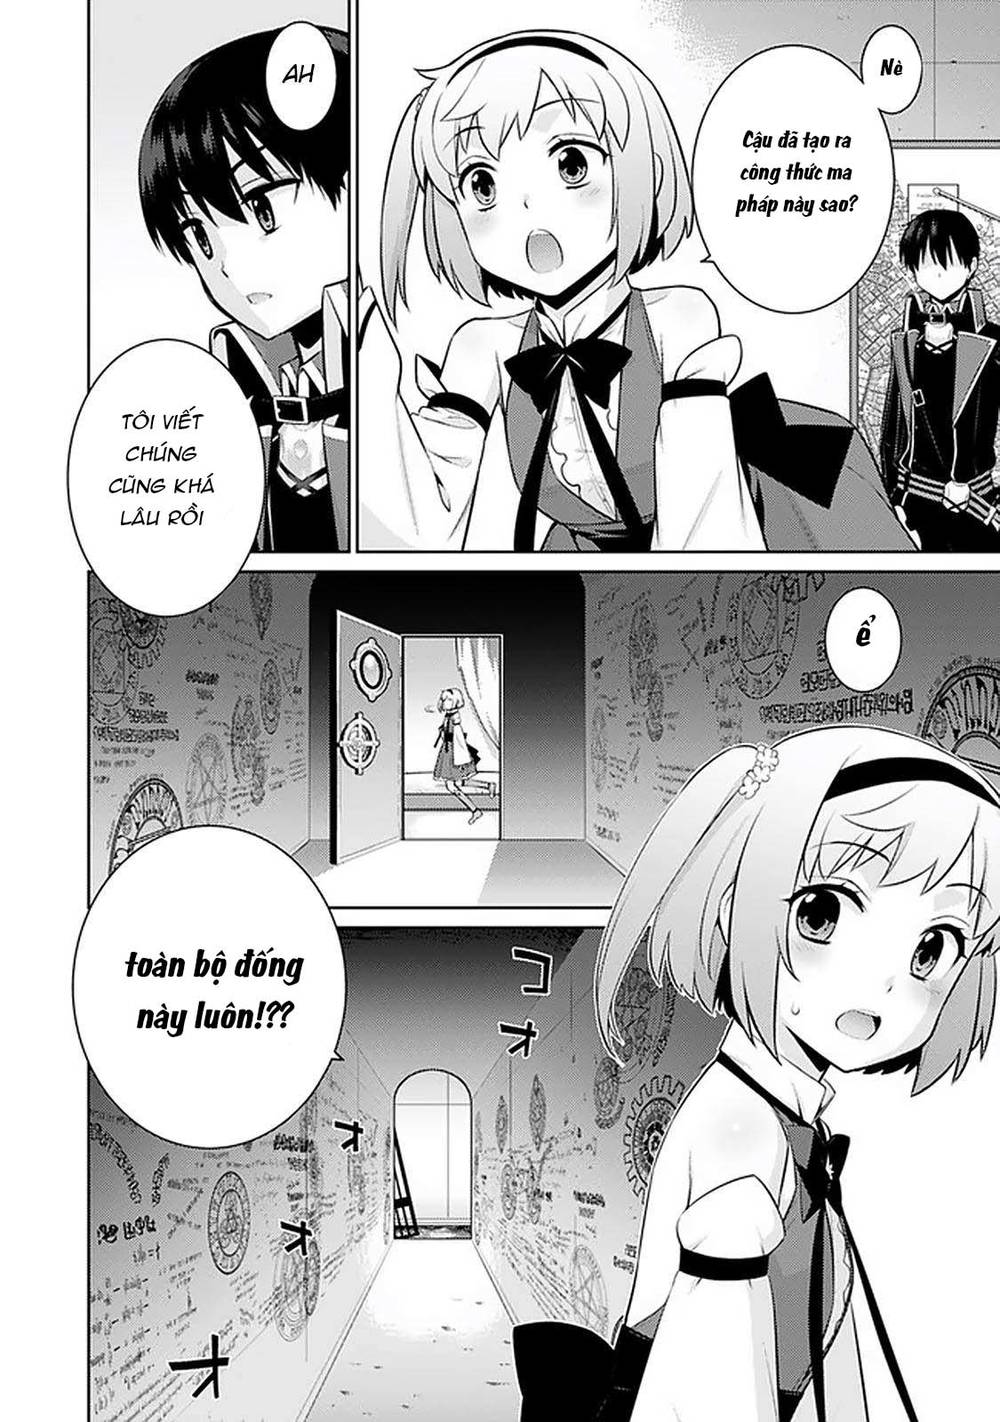 Nè
Cậu đã tạo ra
công thức ma
pháp này sao?
AH
TÔI VIẾT
CHÚNG
CŨNG KHÁ
LÂU RỒI
ể
toàn bộ đống
này luôn!??
コ
オ
オ
オ
オ
オ